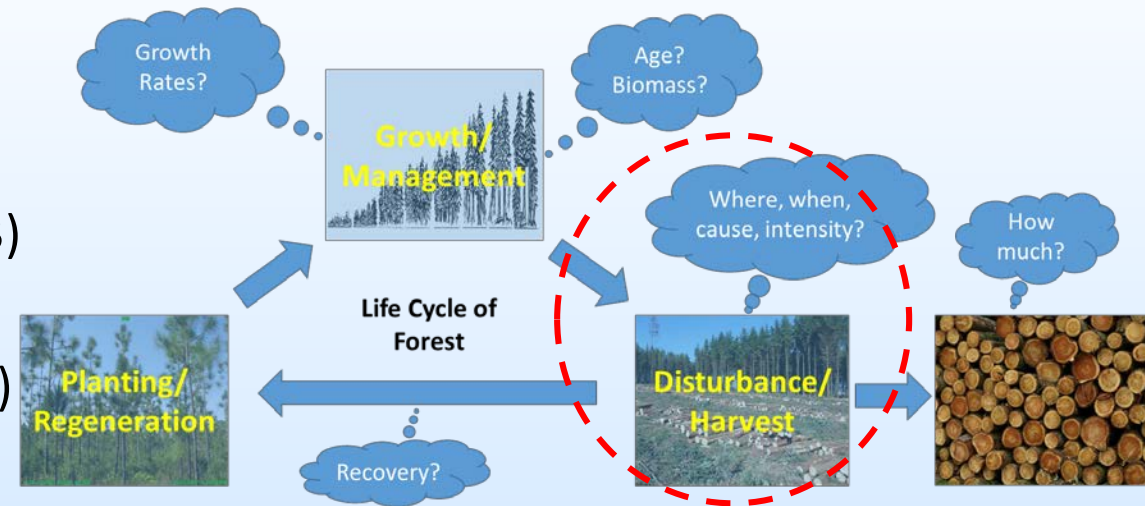 Growth
Rates?
Age?
Biomass?
Growth/
Management
Where, when,
cause, intensity?
How
much?
)
Life Cycle of
Forest
Planting/
Regeneration
)
Disturbance/
Harvest
Recovery?